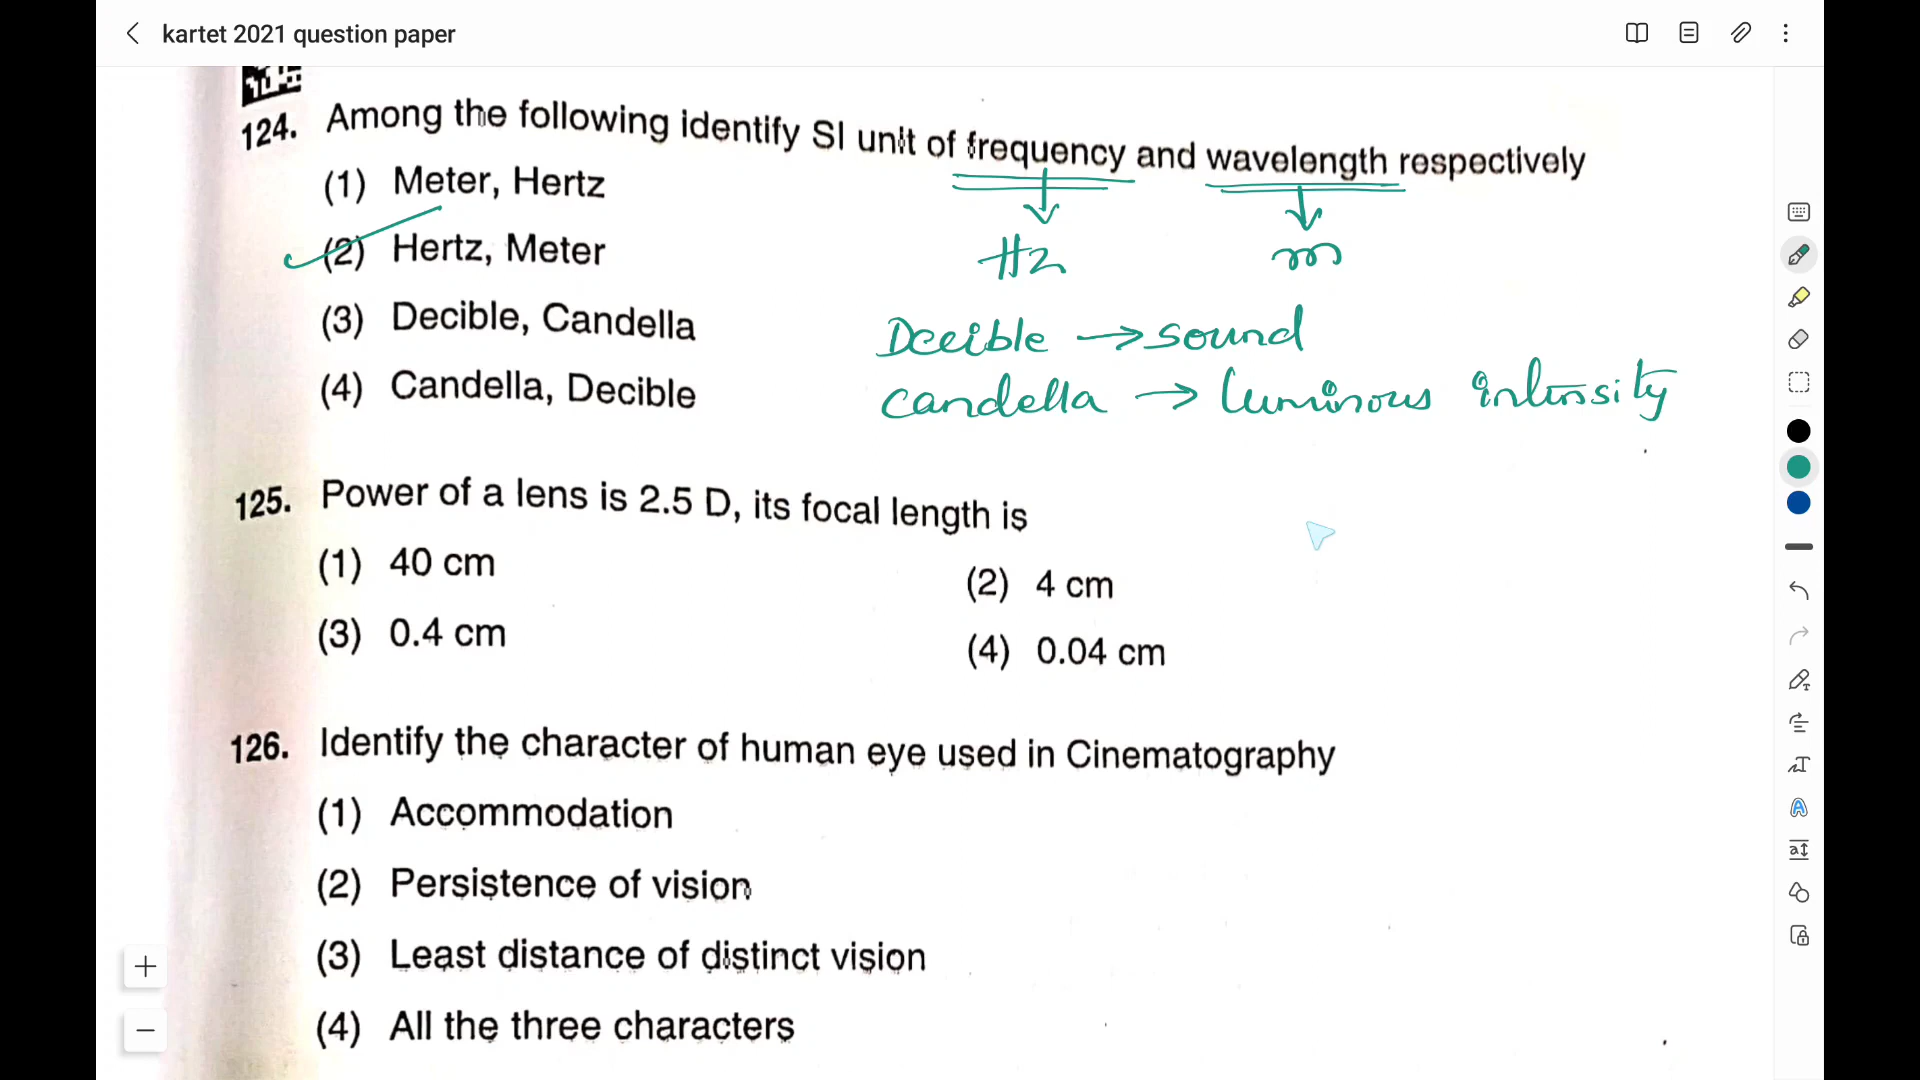 kartet 2021 question paper
124. Among the following identify SI unit of frequency and wavelength respectively
(1) Meter, Hertz
(2) Hertz, Meter
Hz m
(3) Decible, Candella
Decible → sound
(4) Candella, Decible
Candella → Luminous intensity
125. Power of a lens is 2.5 D, its focal length is
(1) 40 cm
(2) 4 cm
(3) 0.4 cm
(4) 0.04 cm
126. Identify the character of human eye used in Cinematography
(1) Accommodation
(2) Persistence of vision
(3) Least distance of distinct vision
(4) All the three characters